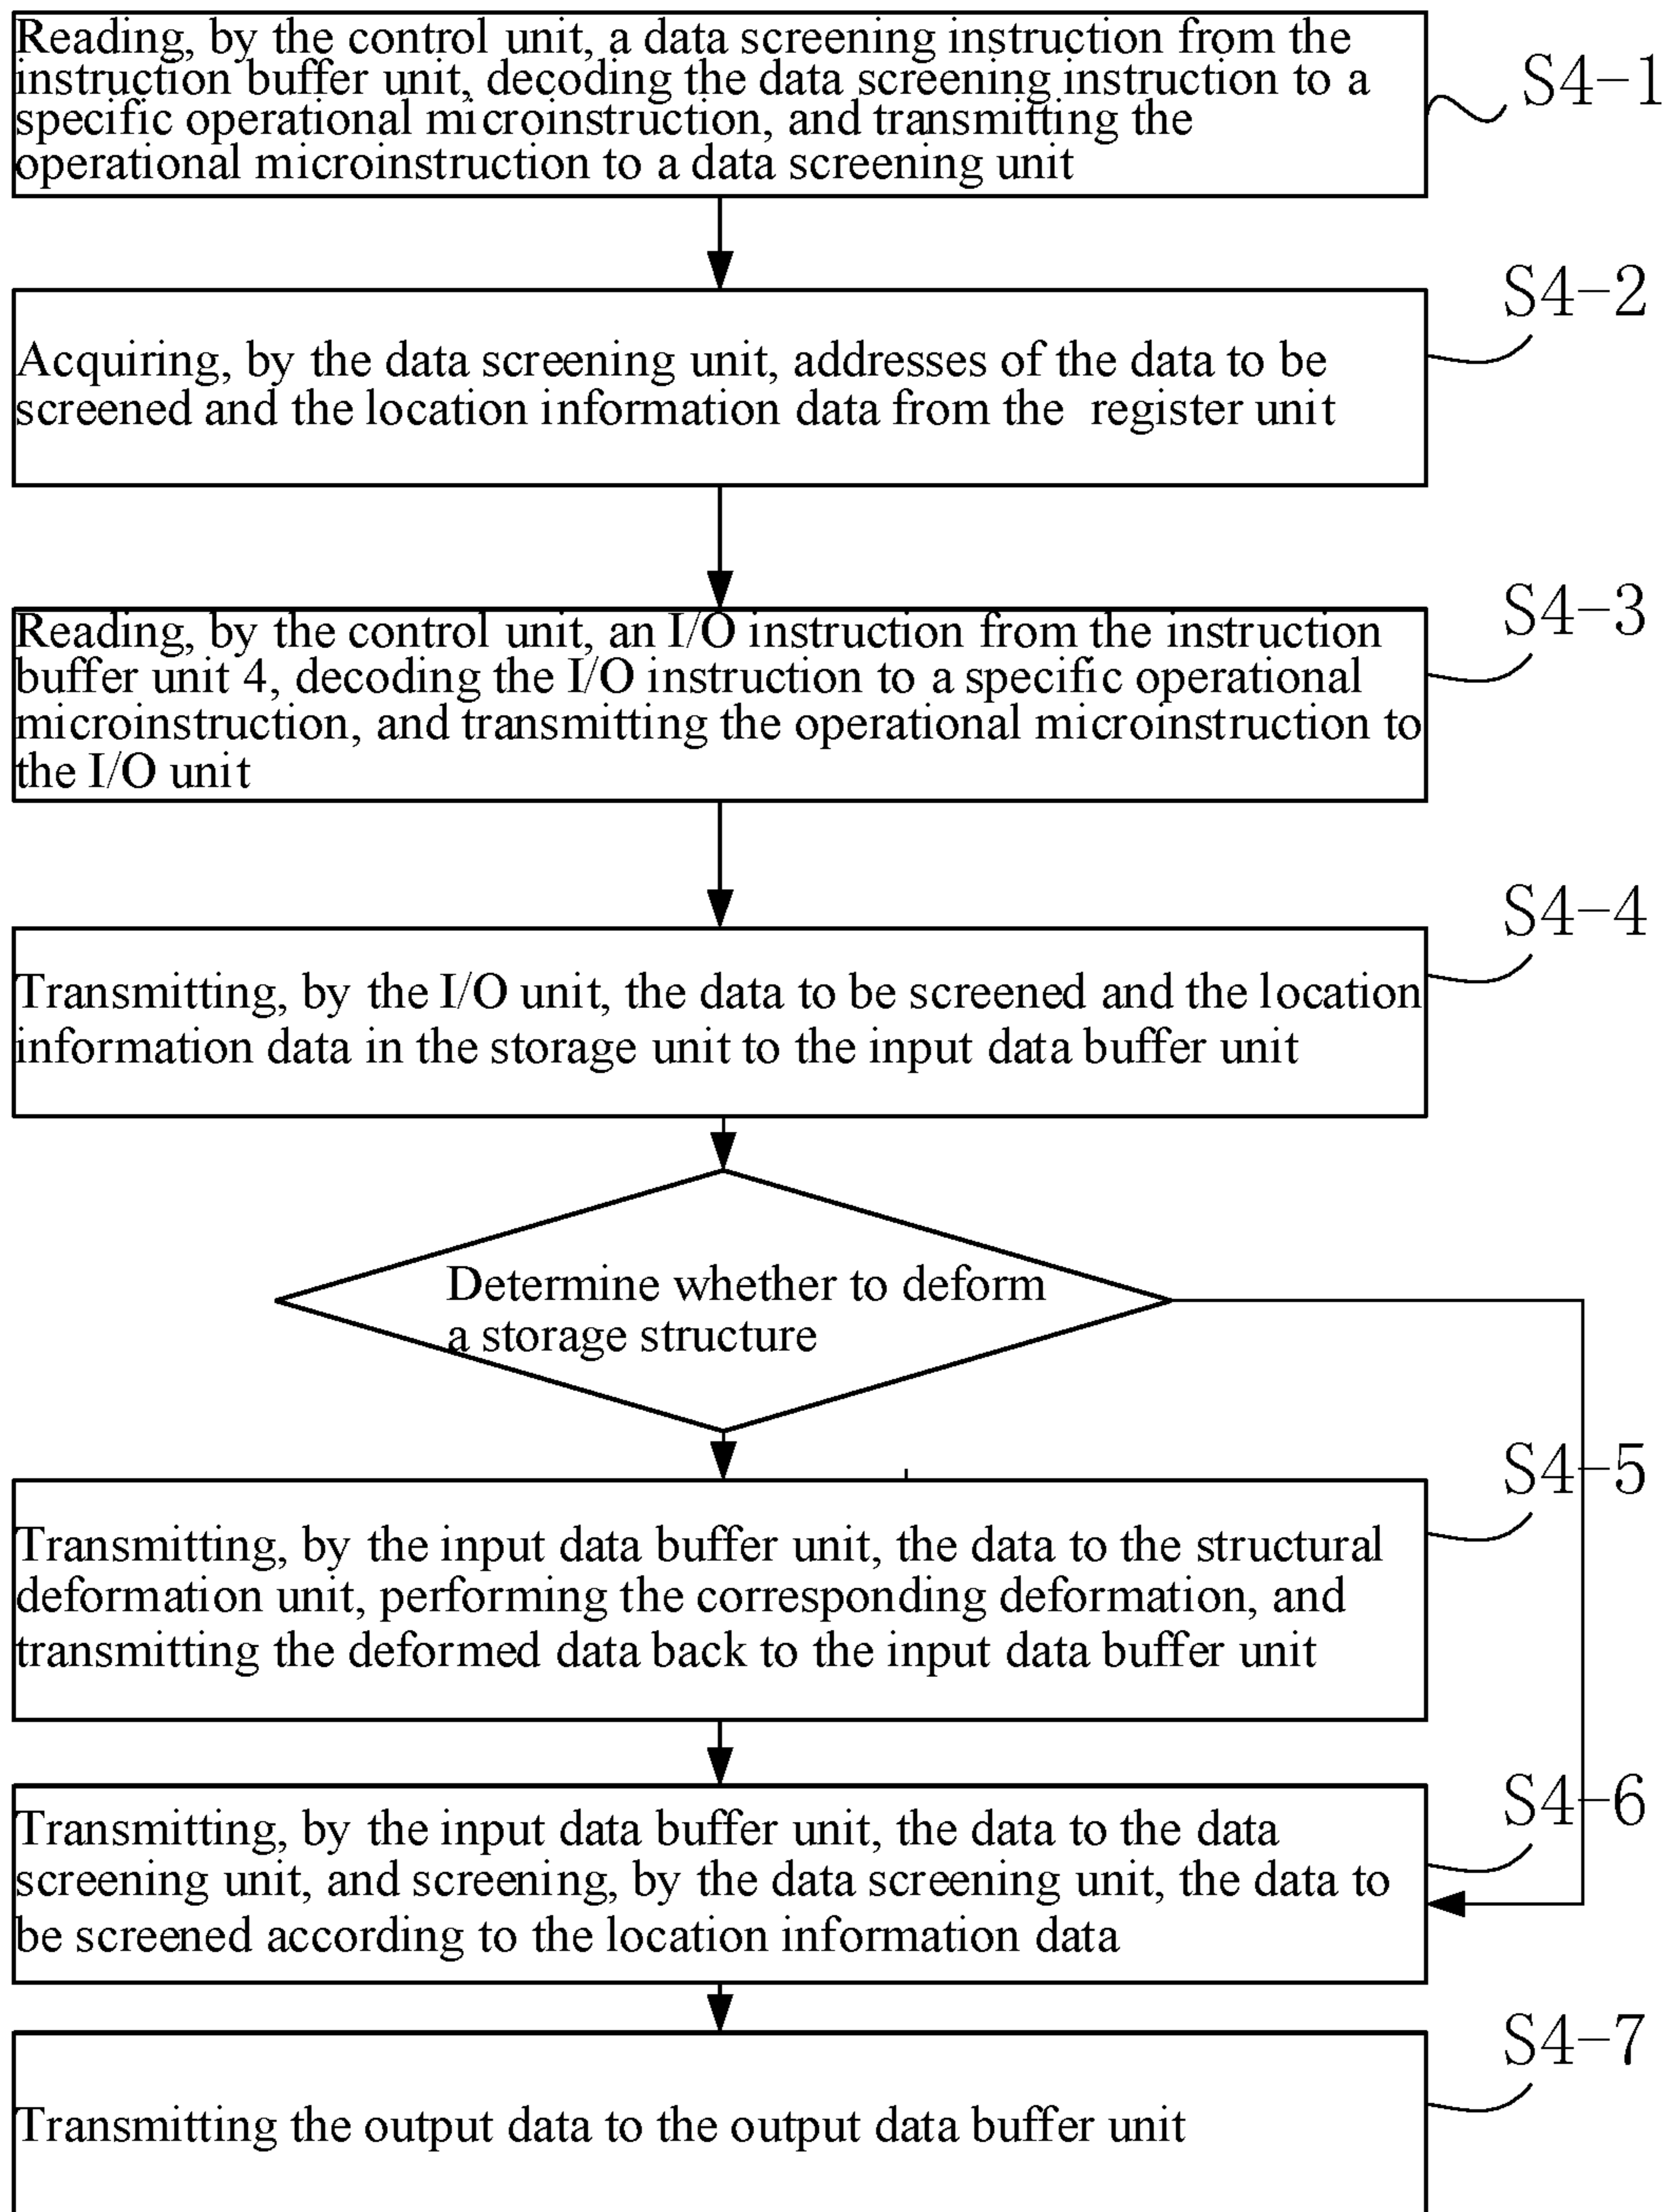 Reading, by the control unit, a data screening instruction from the
instruction buffer unit, decoding the data screening instruction to a
specific operational microinstruction, and transmitting the
operational microinstruction to a data screening unit
S4-1
S4-2
Acquiring, by the data screening unit, addresses of the data to be
screened and the location information data from the register unit
S4-3
Reading, by the control unit, an I/O instruction from the instruction
buffer unit 4, decoding the I/O instruction to a specific operational
microinstruction, and transmitting the operational microinstruction to
the I/O unit
S4-4
Transmitting, by the I/O unit, the data to be screened and the location
information data in the storage unit to the input data buffer unit
Determine whether to deform
a storage structure
S4-5
Transmitting, by the input data buffer unit, the data to the structural
deformation unit, performing the corresponding deformation, and
transmitting the deformed data back to the input data buffer unit
S4-6
Transmitting, by the input data buffer unit, the data to the data
screening unit, and screening, by the data screening unit, the data to
be screened according to the location information data
S4-7
Transmitting the output data to the output data buffer unit